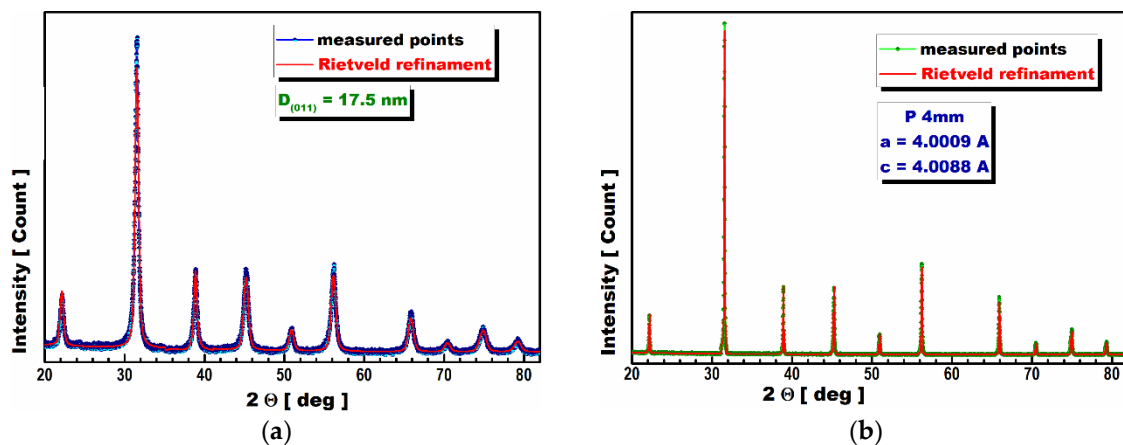 measured points
Rietveld refinament
D(011) = 17.5 nm
Intensity [ Count ]
20 30 40 50 60 70 80
2 Θ [ deg ]
(a)
measured points
Rietveld refinament
P 4mm
a = 4.0009 A
c = 4.0088 A
Intensity [ Count ]
20 30 40 50 60 70 80
2 Θ [ deg ]
(b)